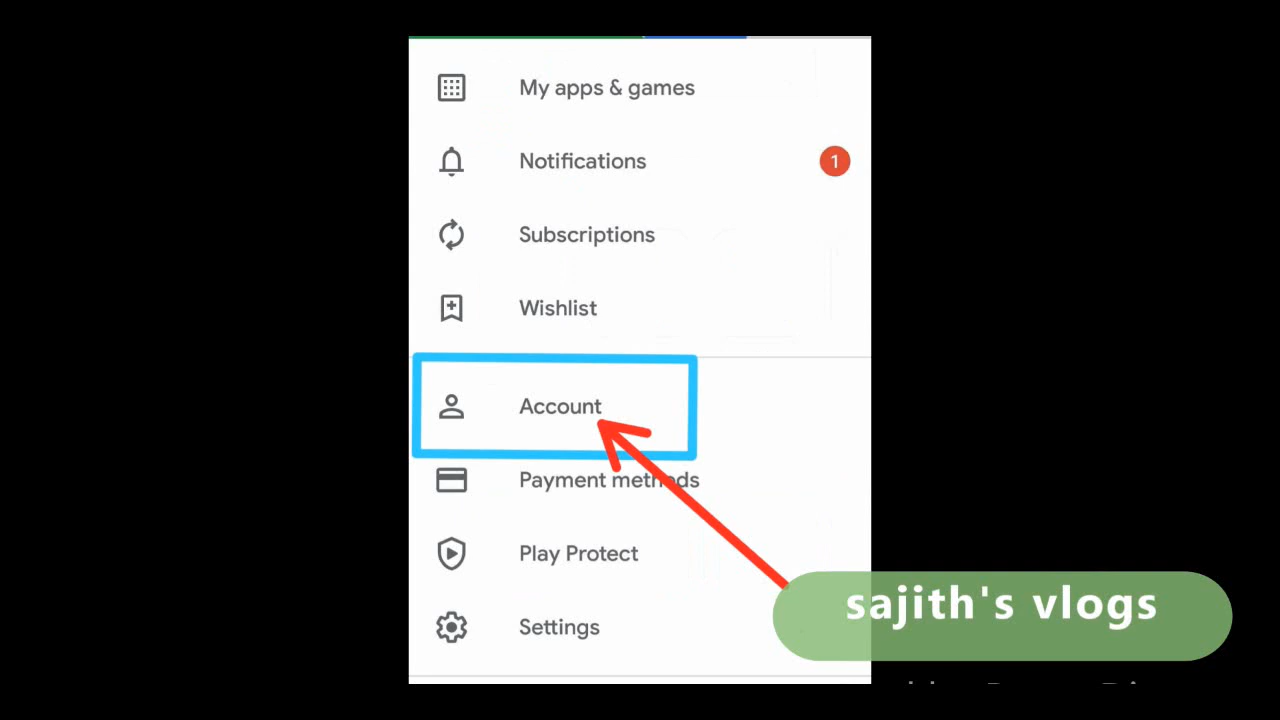 My apps & games
Notifications
1
Subscriptions
Wishlist
Account
Payment methods
Play Protect
Settings
sajith's vlogs